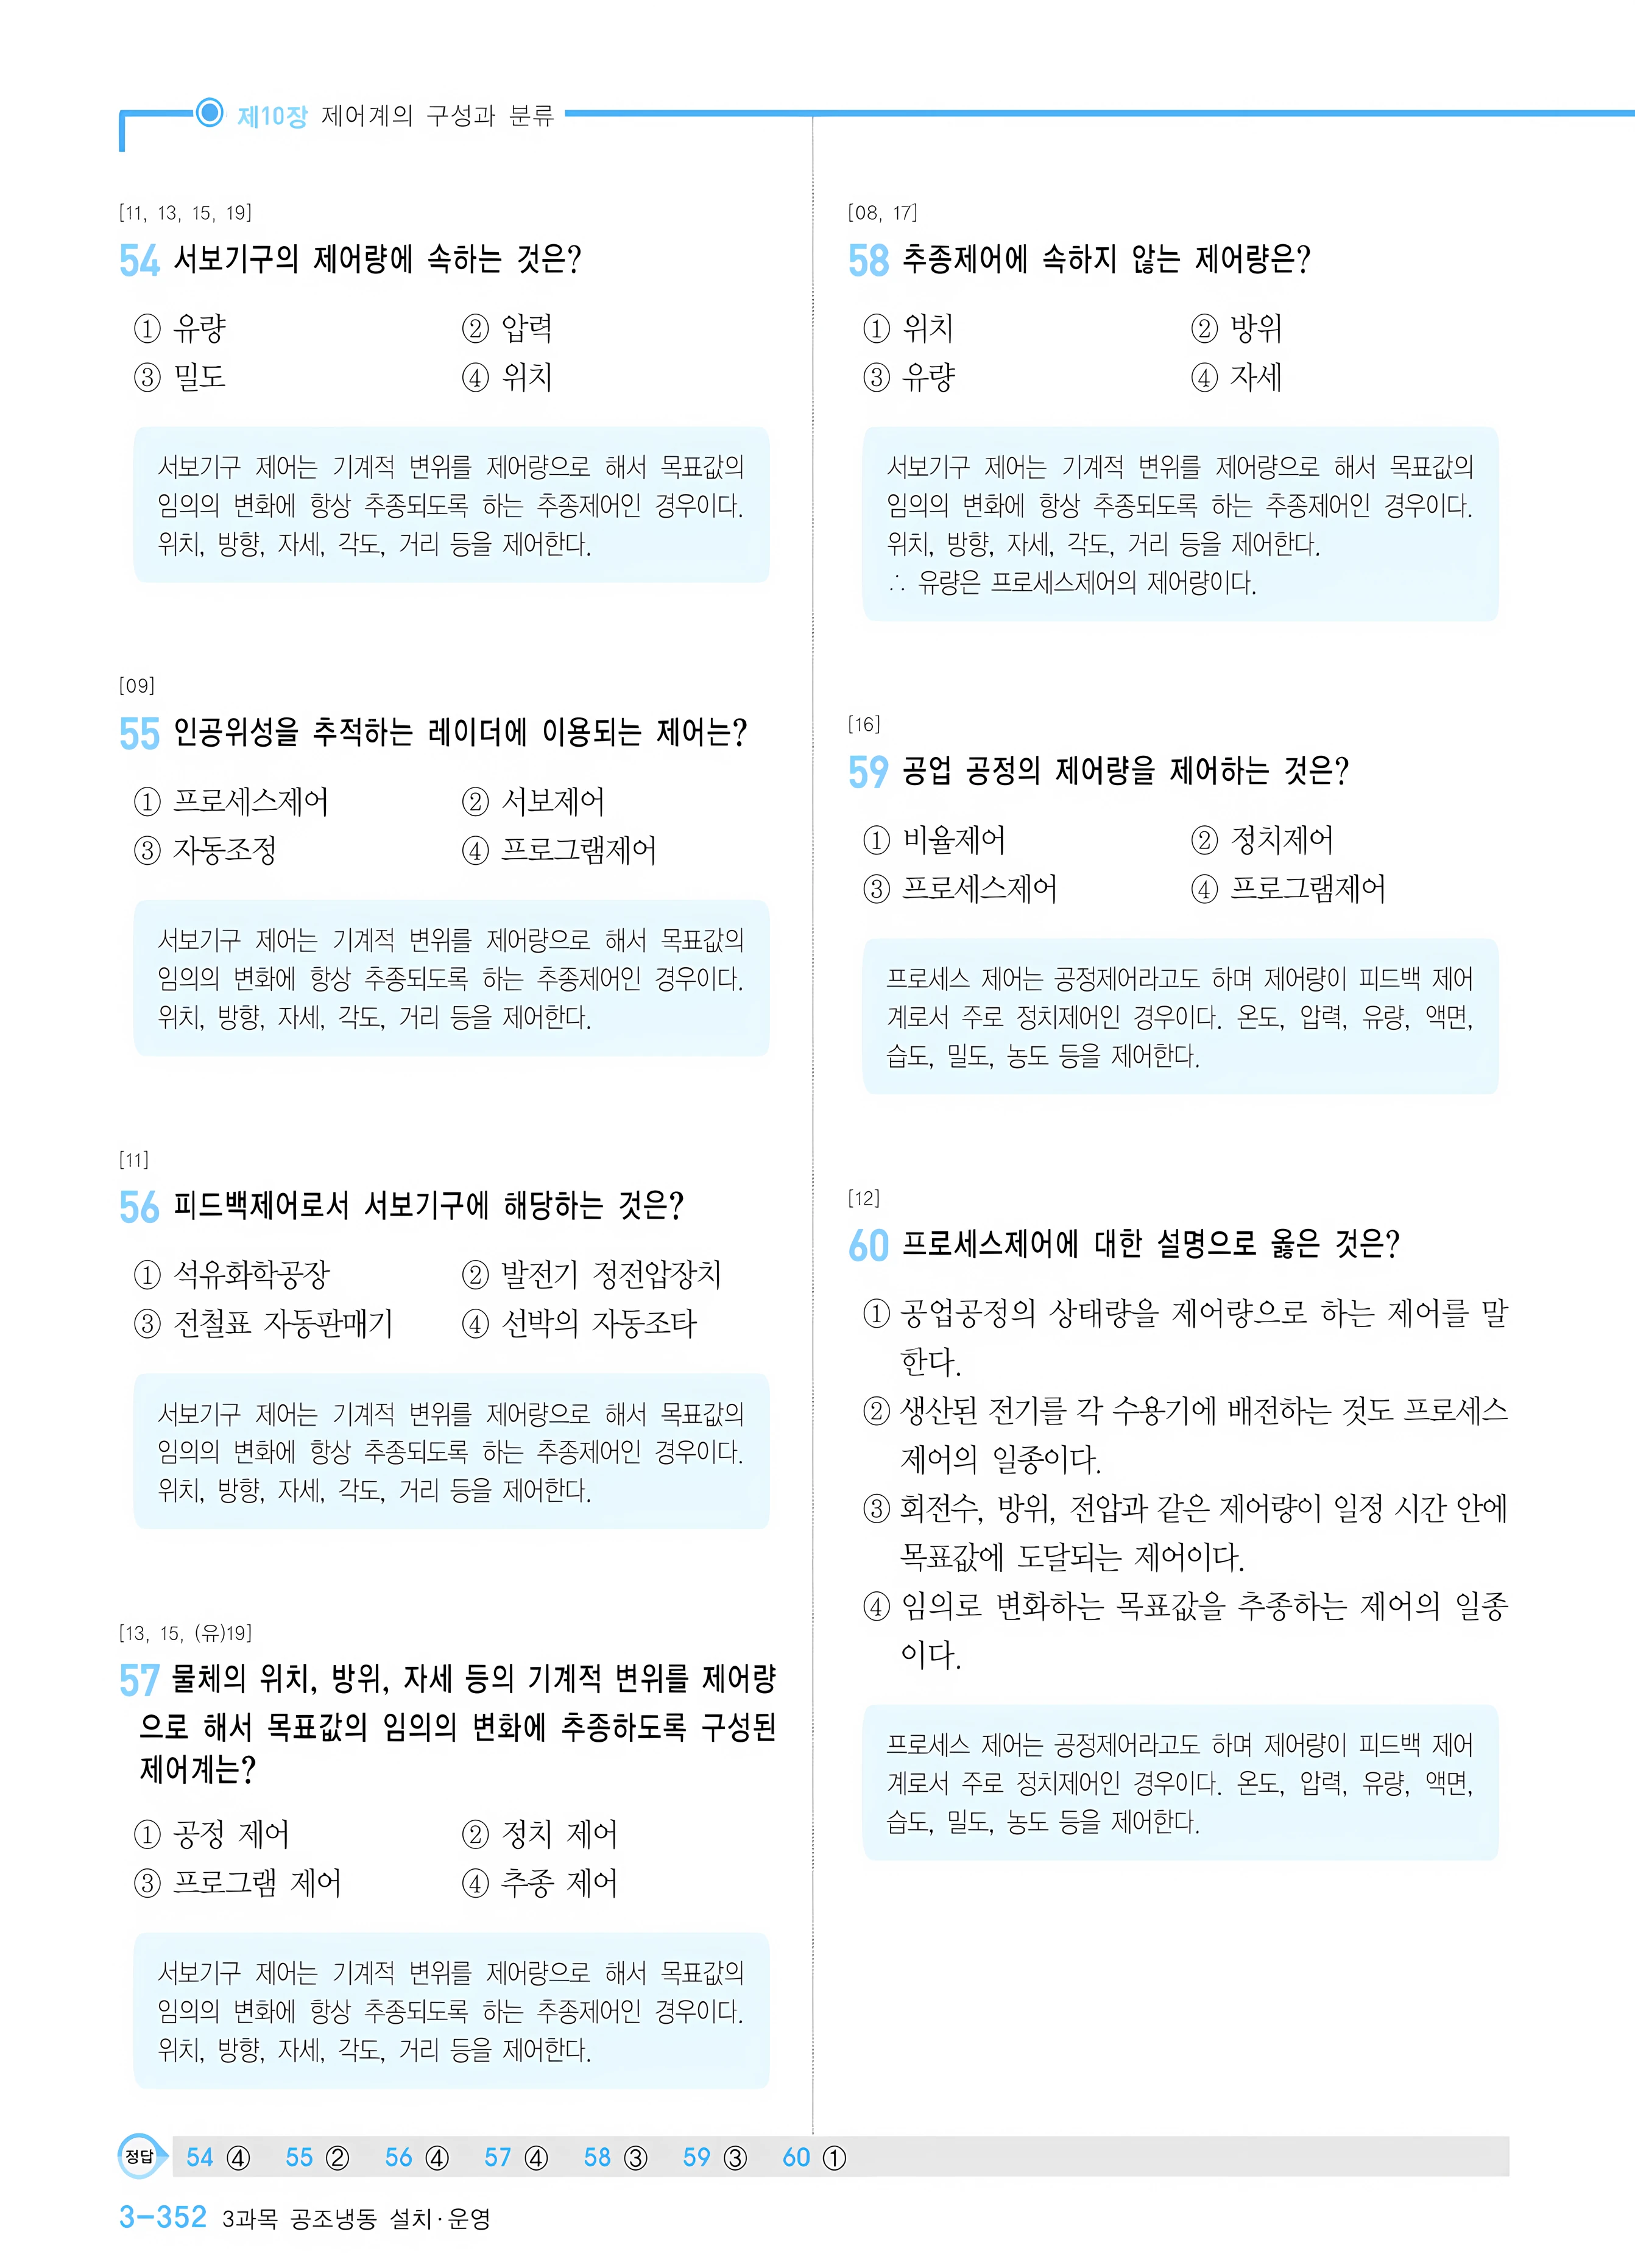 제10장 제어계의 구성과 분류
[11, 13, 15, 19]
54 서보기구의 제어량에 속하는 것은?
① 유량 ② 압력
③ 밀도 ④ 위치
서보기구 제어는 기계적 변위를 제어량으로 해서 목표값의
임의의 변화에 항상 추종되도록 하는 추종제어인 경우이다.
위치, 방향, 자세, 각도, 거리 등을 제어한다.
[09]
55 인공위성을 추적하는 레이더에 이용되는 제어는?
① 프로세스제어 ② 서보제어
③ 자동조정 ④ 프로그램제어
서보기구 제어는 기계적 변위를 제어량으로 해서 목표값의
임의의 변화에 항상 추종되도록 하는 추종제어인 경우이다.
위치, 방향, 자세, 각도, 거리 등을 제어한다.
[11]
56 피드백제어로서 서보기구에 해당하는 것은?
① 석유화학공장 ② 발전기 정전압장치
③ 전철표 자동판매기 ④ 선박의 자동조타
서보기구 제어는 기계적 변위를 제어량으로 해서 목표값의
임의의 변화에 항상 추종되도록 하는 추종제어인 경우이다.
위치, 방향, 자세, 각도, 거리 등을 제어한다.
[13, 15, (유)19]
57 물체의 위치, 방위, 자세 등의 기계적 변위를 제어량
으로 해서 목표값의 임의의 변화에 추종하도록 구성된
제어계는?
① 공정 제어 ② 정치 제어
③ 프로그램 제어 ④ 추종 제어
서보기구 제어는 기계적 변위를 제어량으로 해서 목표값의
임의의 변화에 항상 추종되도록 하는 추종제어인 경우이다.
위치, 방향, 자세, 각도, 거리 등을 제어한다.
[08, 17]
58 추종제어에 속하지 않는 제어량은?
① 위치 ② 방위
③ 유량 ④ 자세
서보기구 제어는 기계적 변위를 제어량으로 해서 목표값의
임의의 변화에 항상 추종되도록 하는 추종제어인 경우이다.
위치, 방향, 자세, 각도, 거리 등을 제어한다.
∴ 유량은 프로세스제어의 제어량이다.
[16]
59 공업 공정의 제어량을 제어하는 것은?
① 비율제어 ② 정치제어
③ 프로세스제어 ④ 프로그램제어
프로세스 제어는 공정제어라고도 하며 제어량이 피드백 제어
계로서 주로 정치제어인 경우이다. 온도, 압력, 유량, 액면,
습도, 밀도, 농도 등을 제어한다.
[12]
60 프로세스제어에 대한 설명으로 옳은 것은?
① 공업공정의 상태량을 제어량으로 하는 제어를 말
한다.
② 생산된 전기를 각 수용기에 배전하는 것도 프로세스
제어의 일종이다.
③ 회전수, 방위, 전압과 같은 제어량이 일정 시간 안에
목표값에 도달되는 제어이다.
④ 임의로 변화하는 목표값을 추종하는 제어의 일종
이다.
프로세스 제어는 공정제어라고도 하며 제어량이 피드백 제어
계로서 주로 정치제어인 경우이다. 온도, 압력, 유량, 액면,
습도, 밀도, 농도 등을 제어한다.
정답 54 ④ 55 ② 56 ④ 57 ④ 58 ③ 59 ③ 60 ①
3-352 3과목 공조냉동 설치·운영